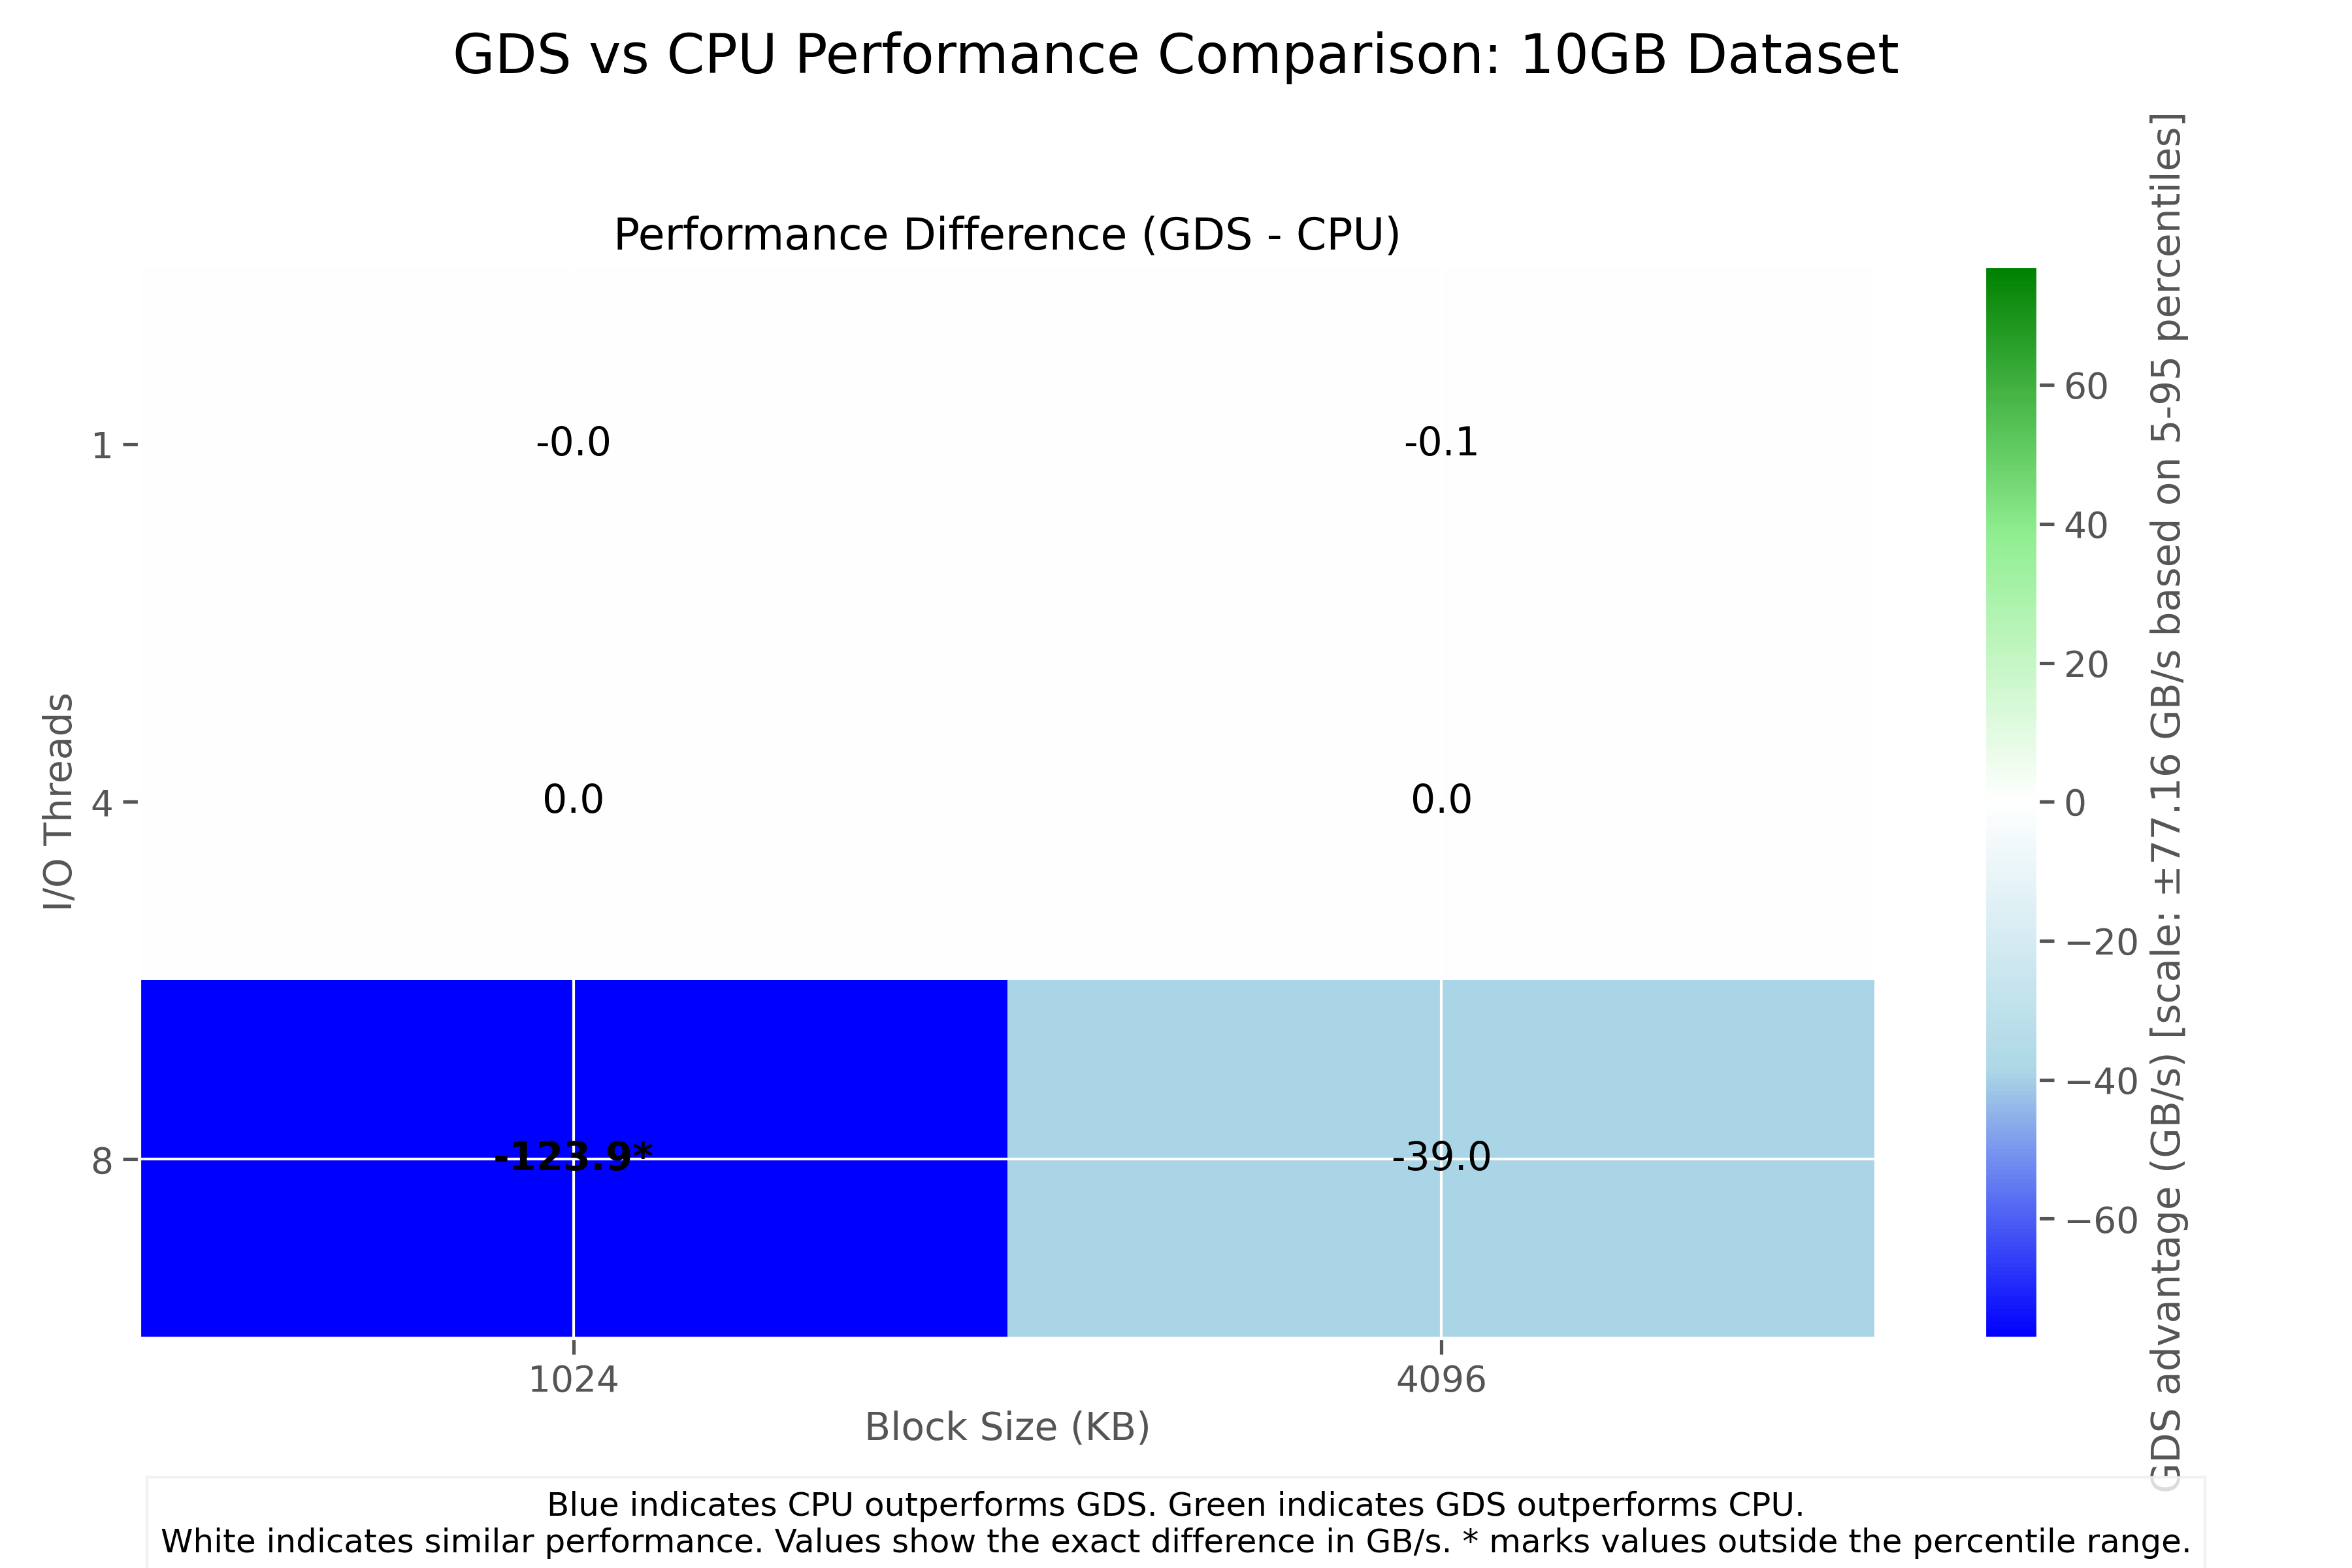 GDS vs CPU Performance Comparison: 10GB Dataset
Performance Difference (GDS - CPU)
I/O Threads
1
-0.0
-0.1
4
0.0
0.0
8
-123.9*
-39.0
1024
4096
Block Size (KB)
60
40
20
0
−20
−40
−60
GDS advantage (GB/s) [scale: ±77.16 GB/s based on 5-95 percentiles]
Blue indicates CPU outperforms GDS. Green indicates GDS outperforms CPU.
White indicates similar performance. Values show the exact difference in GB/s. * marks values outside the percentile range.